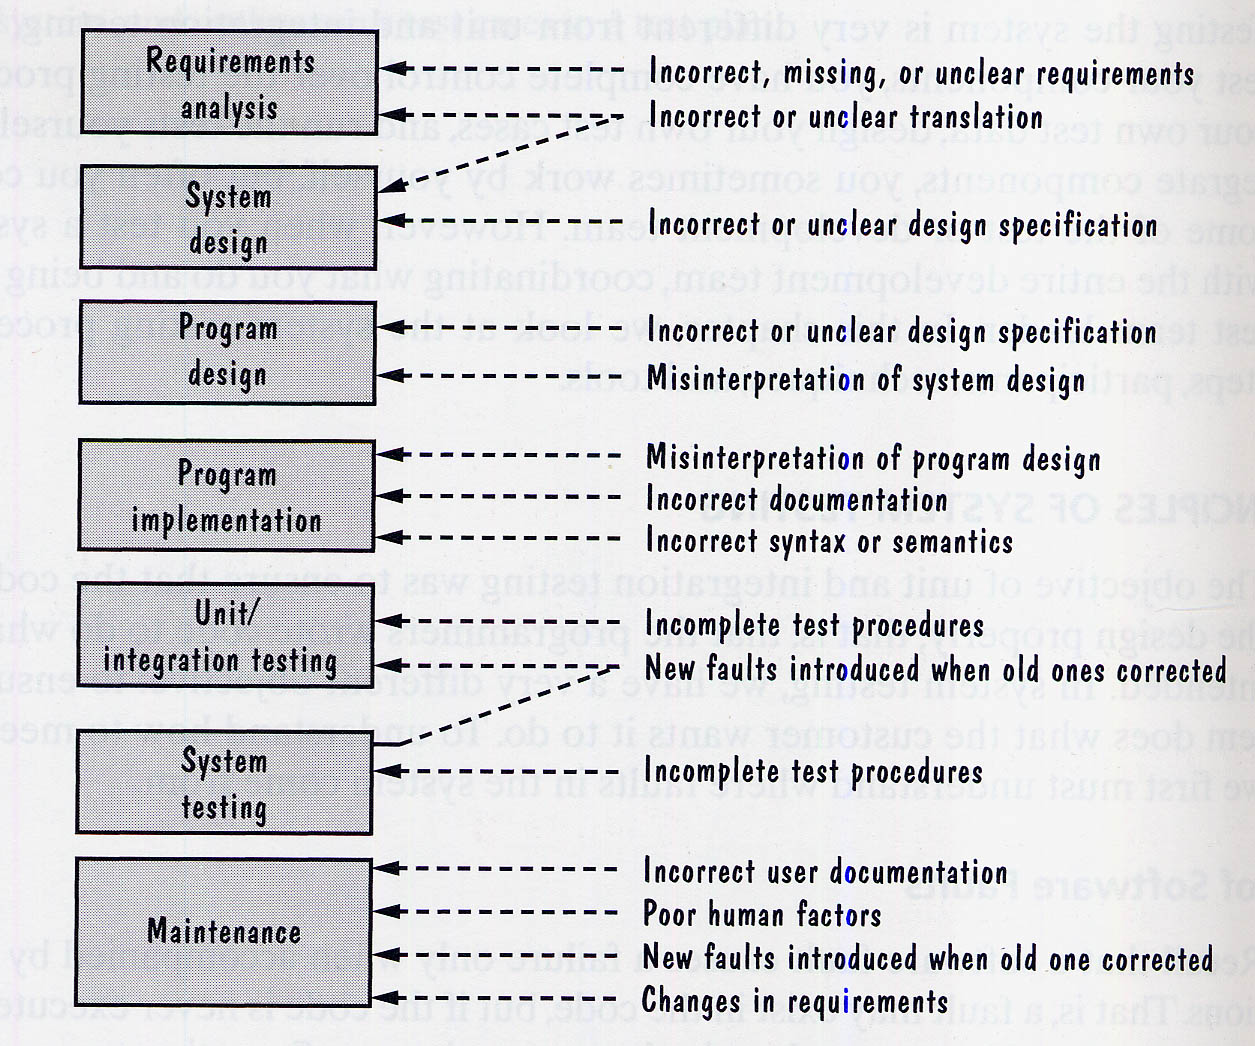 Requirements
analysis
Incorrect, missing, or unclear requirements
Incorrect or unclear translation
System
design
Incorrect or unclear design specification
Program
design
Incorrect or unclear design specification
Misinterpretation of system design
Program
implementation
Misinterpretation of program design
Incorrect documentation
Incorrect syntax or semantics
Unit/
integration testing
Incomplete test procedures
New faults introduced when old ones corrected
System
testing
Incomplete test procedures
Maintenance
Incorrect user documentation
Poor human factors
New faults introduced when old one corrected
Changes in requirements